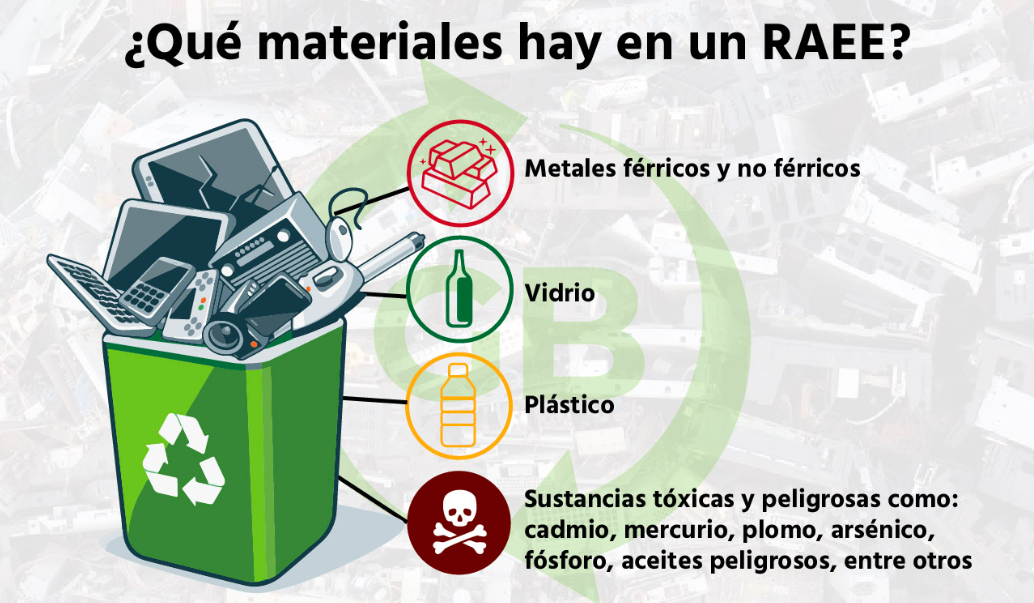 ¿Qué materiales hay en un RAEE?
Metales férricos y no férricos
GB
Vidrio
Plástico
Sustancias tóxicas y peligrosas como:
cadmio, mercurio, plomo, arsénico,
fósforo, aceites peligrosos, entre otros